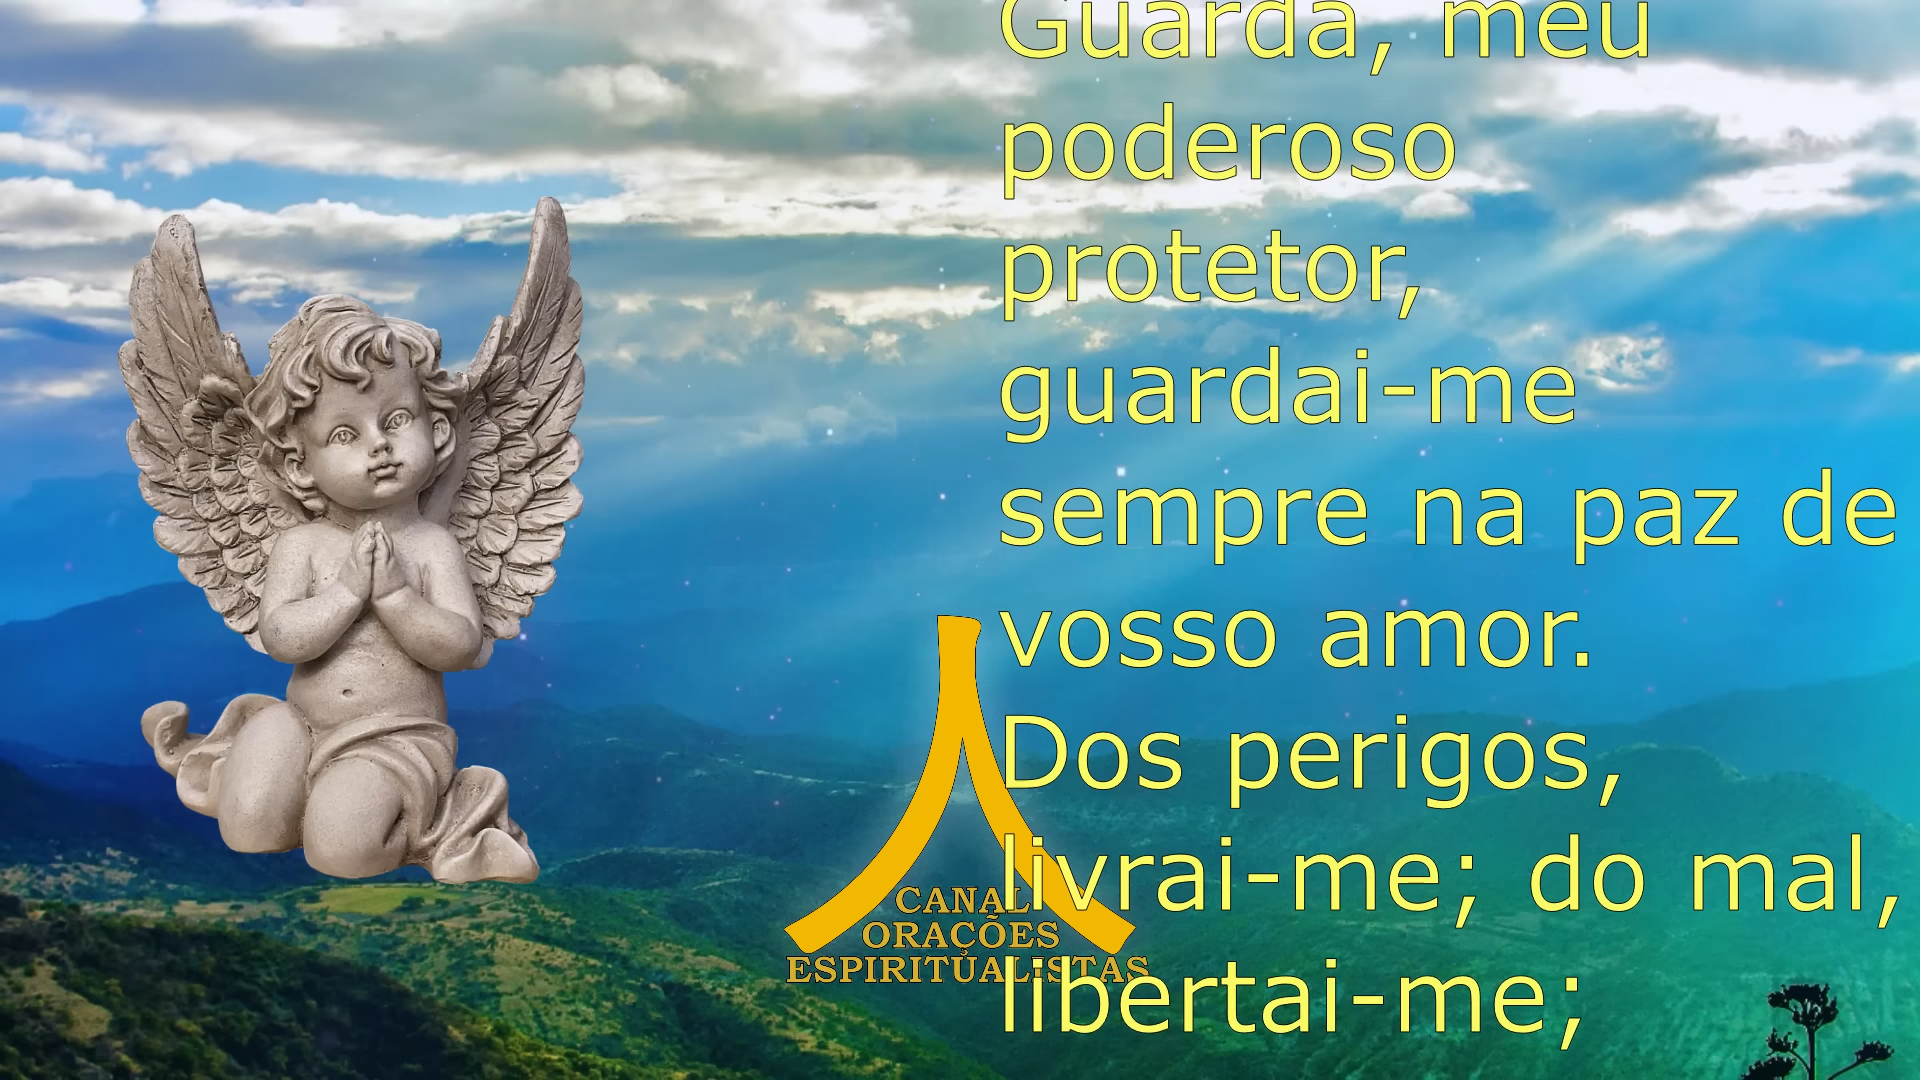 Guarda, meu
poderoso
protetor,
guardai-me
sempre na paz de
vosso amor.
Dos perigos,
livrai-me; do mal,
libertai-me;
CANAL
ORAÇÕES
ESPIRITUALISTAS